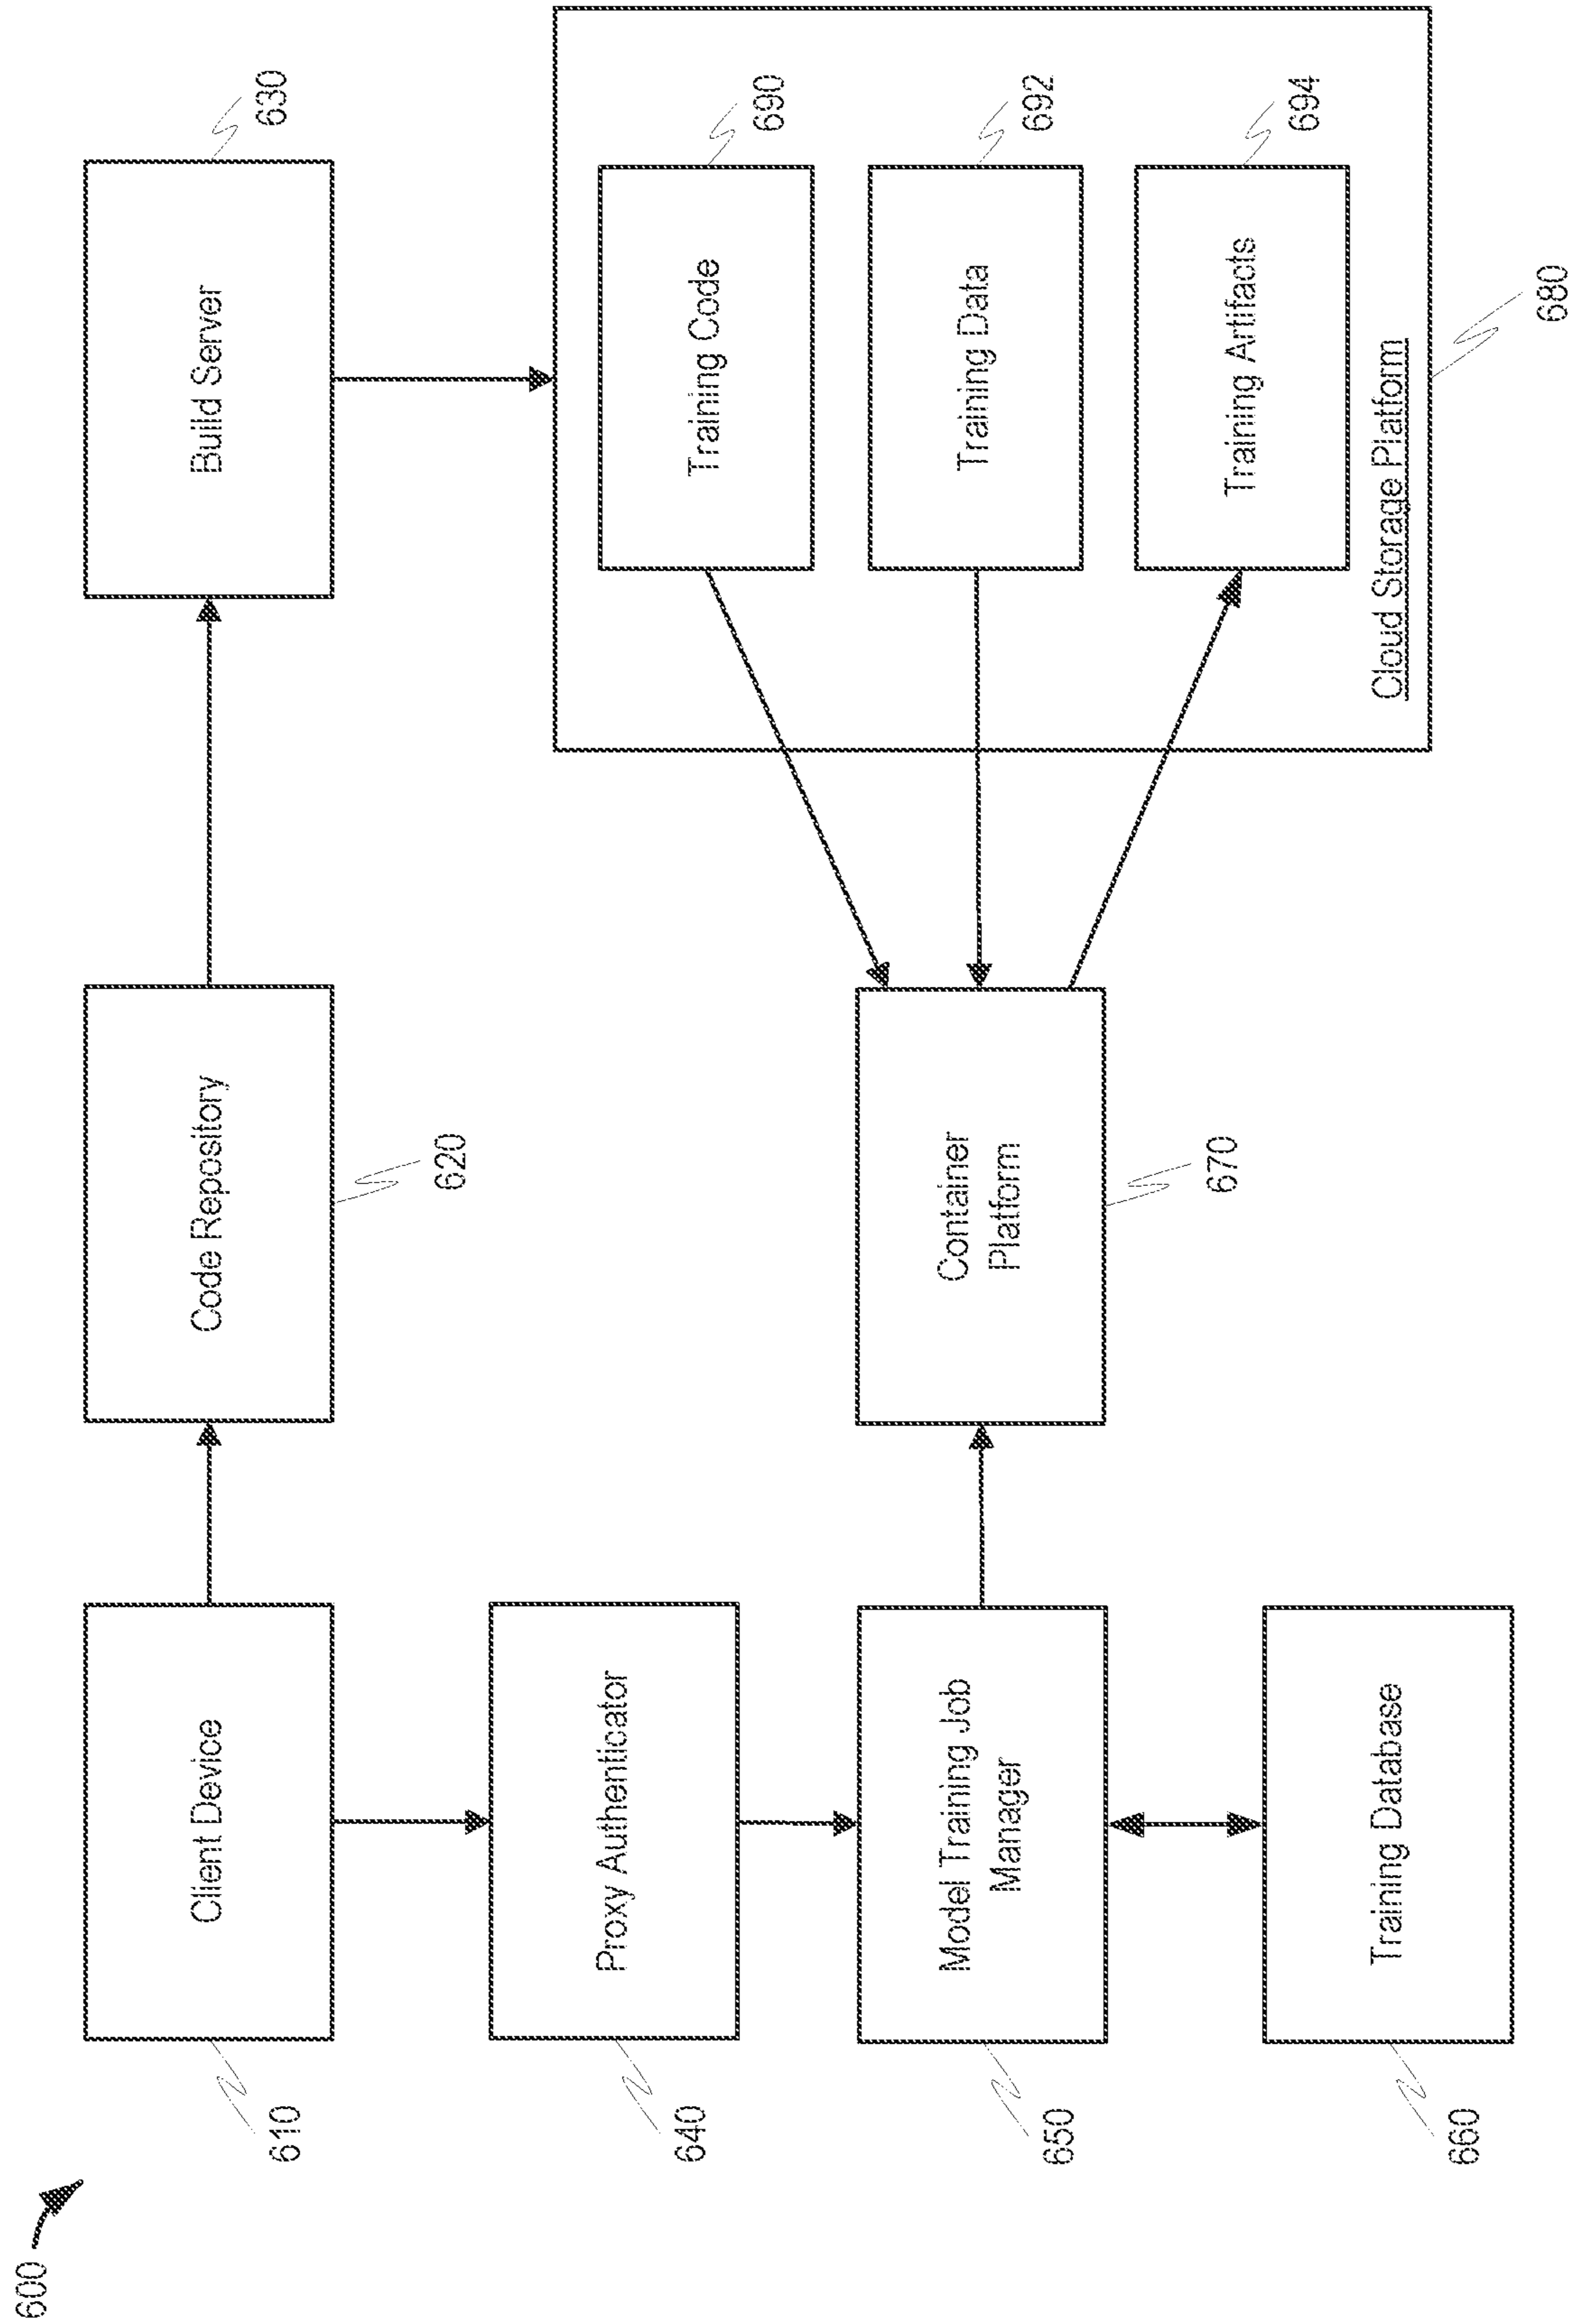 600
610
Client Device
Code Repository
620
Build Server
630
640
Proxy Authenticator
650
Model Training Job
Manager
Container
Platform
670
660
Training Database
Training Code
690
Training Data
692
Training Artifacts
694
Cloud Storage Platform
680